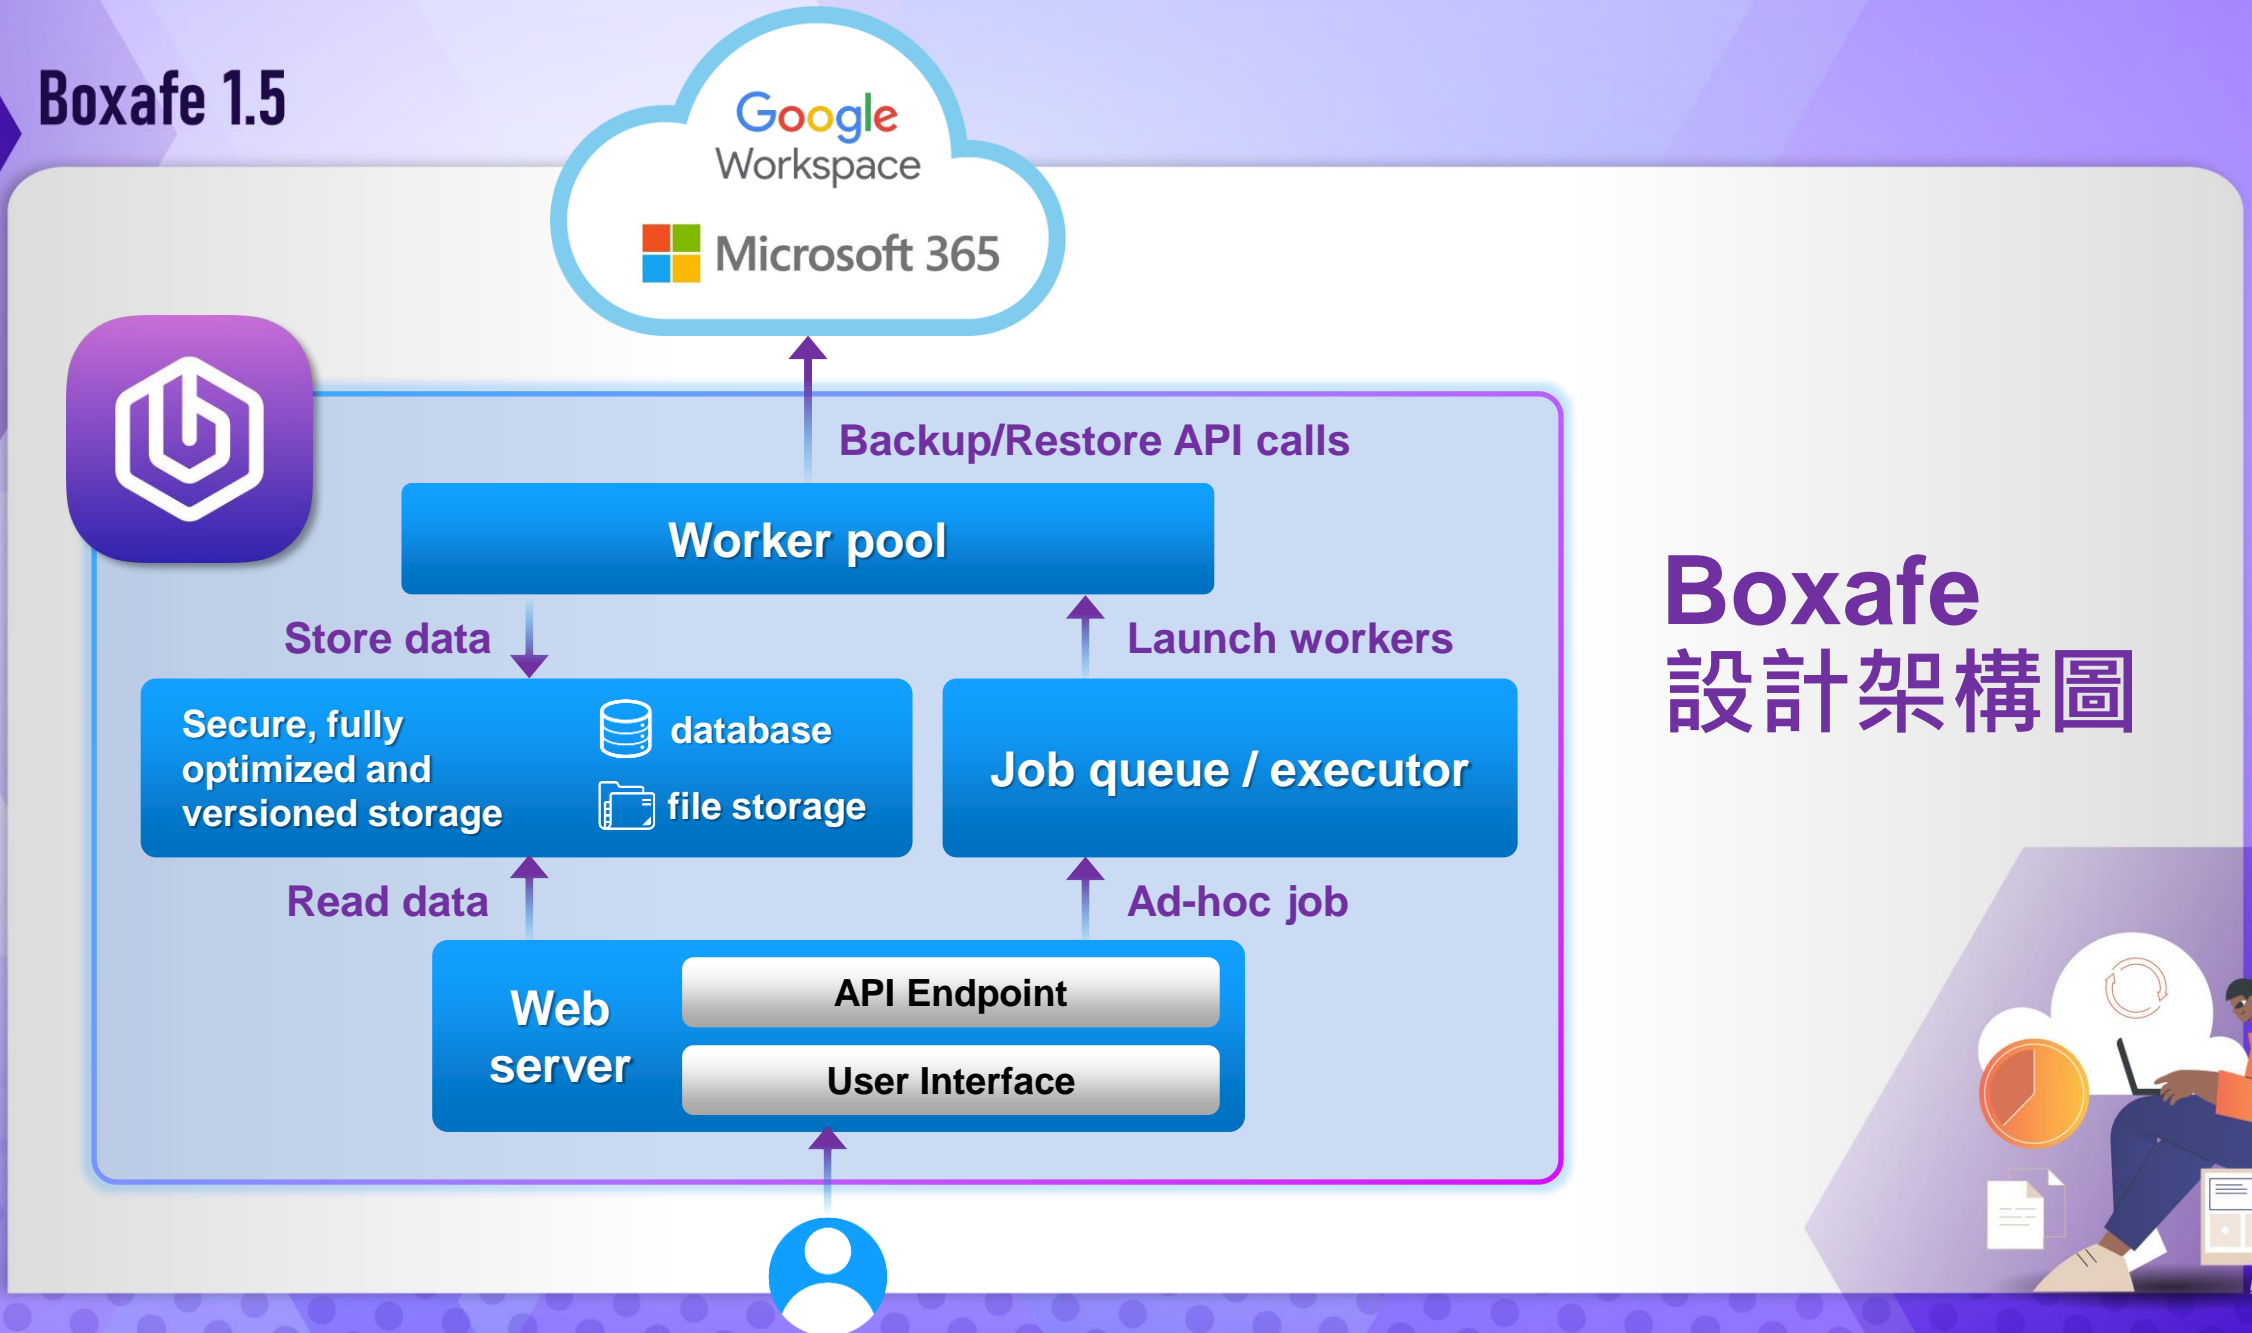 Boxafe 1.5
Google
Workspace
Microsoft 365
Backup/Restore API calls
Worker pool
Store data
Launch workers
Secure, fully
optimized and
versioned storage
database
file storage
Job queue / executor
Read data
Ad-hoc job
Web
server
API Endpoint
User Interface
Boxafe
設計架構圖